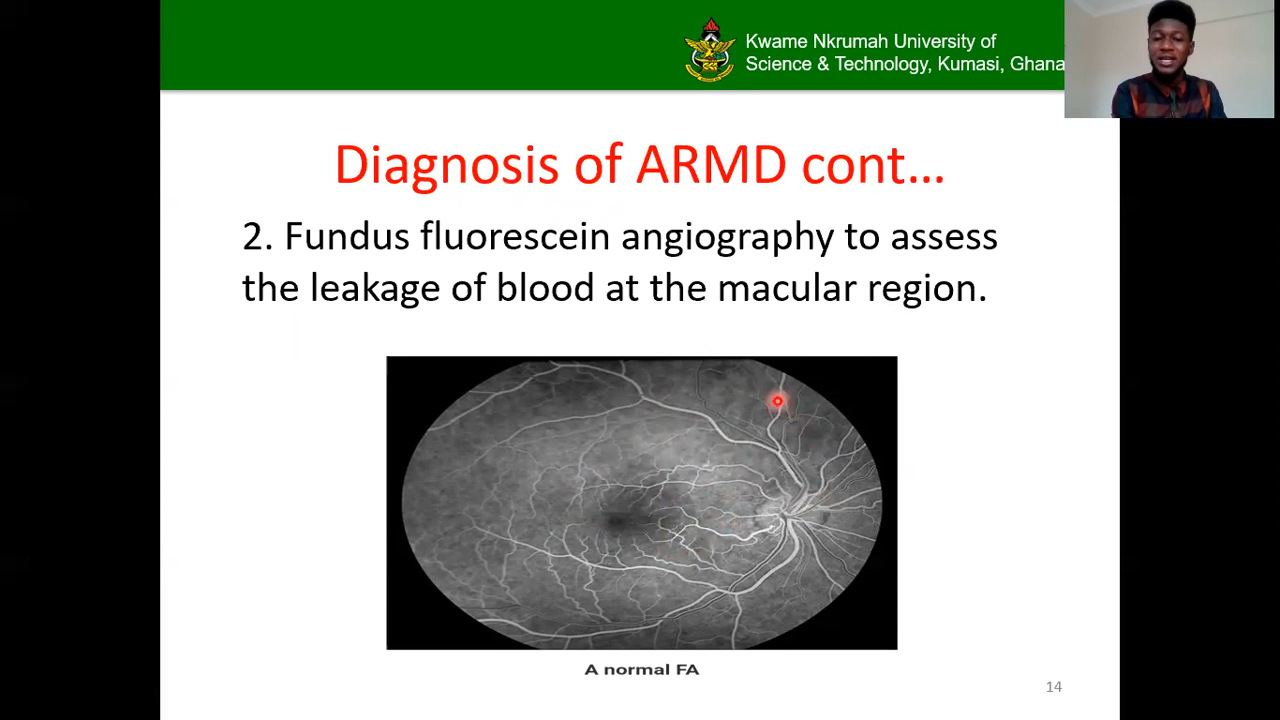 Kwame Nkrumah University of
Science & Technology, Kumasi, Ghana
Diagnosis of ARMD cont…
2. Fundus fluorescein angiography to assess
the leakage of blood at the macular region.
A normal FA
14